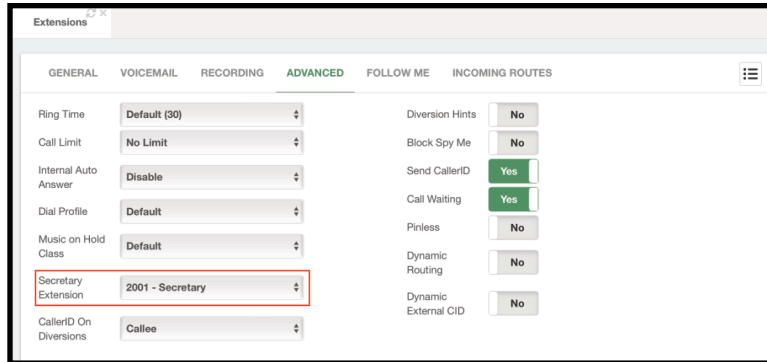 Extensions
GENERAL VOICEMAIL RECORDING ADVANCED FOLLOW ME INCOMING ROUTES
Ring Time Default (30)
Call Limit No Limit
Internal Auto
Answer Disable
Dial Profile Default
Music on Hold
Class Default
Secretary
Extension 2001 - Secretary
CallerID On
Diversions Callee
Diversion Hints No
Block Spy Me No
Send CallerID Yes
Call Waiting Yes
Pinless No
Dynamic
Routing No
Dynamic
External CID No